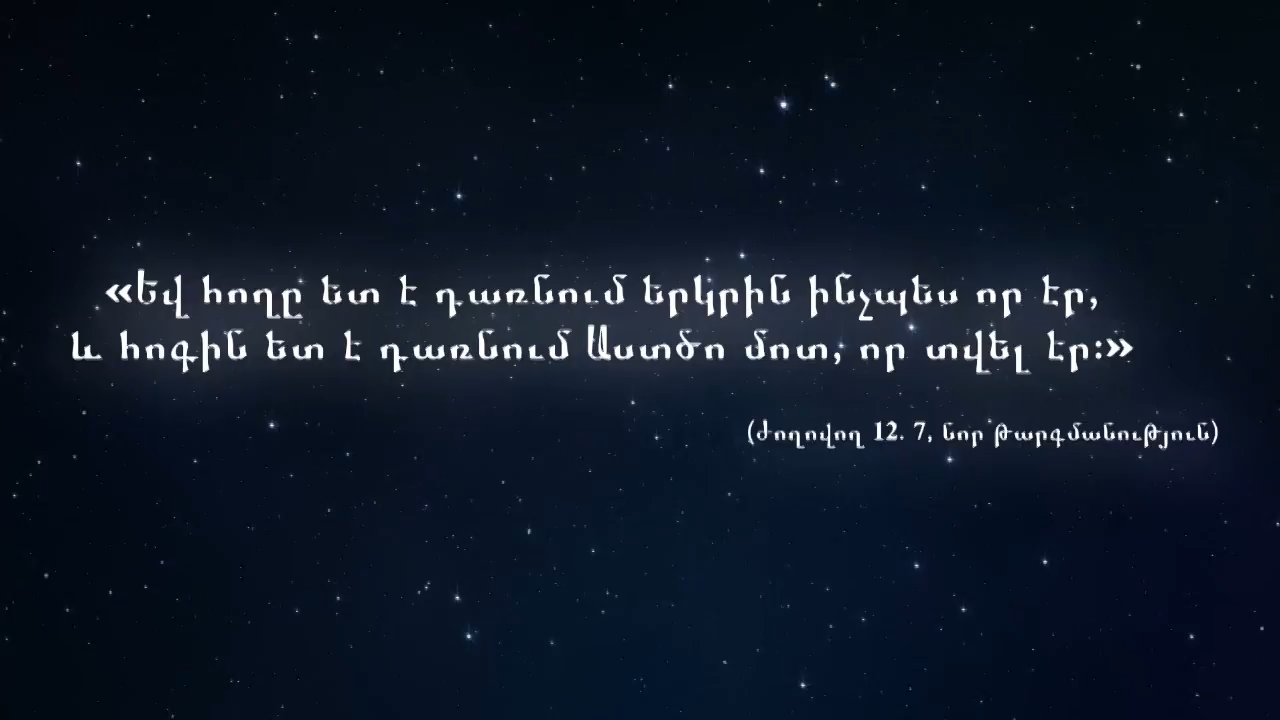 «Եվ հողը ետ է դառնում երկրին ինչպես որ էր,
և հոգին ետ է դառնում Աստծո մոտ, որ տվել էր:»
(Ժողովող 12. 7, նոր թարգմանություն)